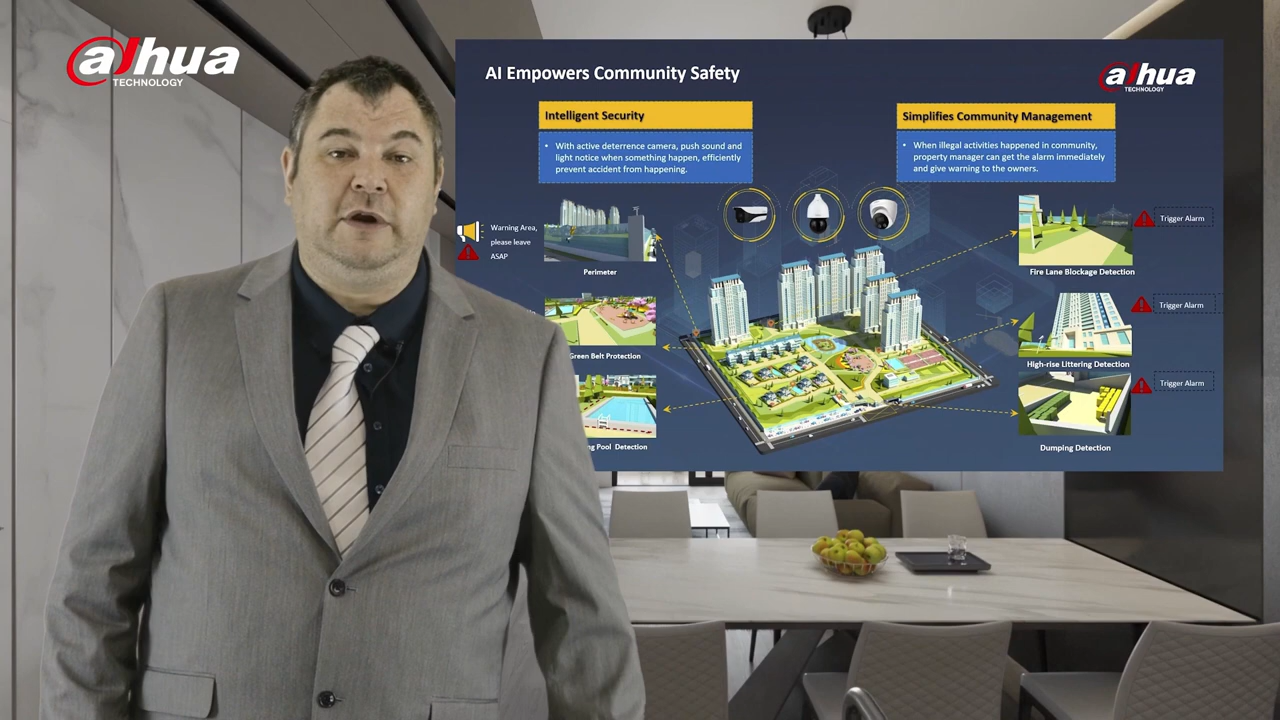 alhua
TECHNOLOGY
AI Empowers Community Safety
alhua
TECHNOLOGY
Intelligent Security
• With active deterrence camera, push sound and
light notice when something happen, efficiently
prevent accident from happening.
Simplifies Community Management
• When illegal activities happened in community,
property manager can get the alarm immediately
and give warning to the owners.
Warning Area,
please leave
ASAP
Perimeter
Green Belt Protection
Pool Detection
Trigger Alarm
Fire Lane Blockage Detection
Trigger Alarm
High-rise Littering Detection
Trigger Alarm
Dumping Detection